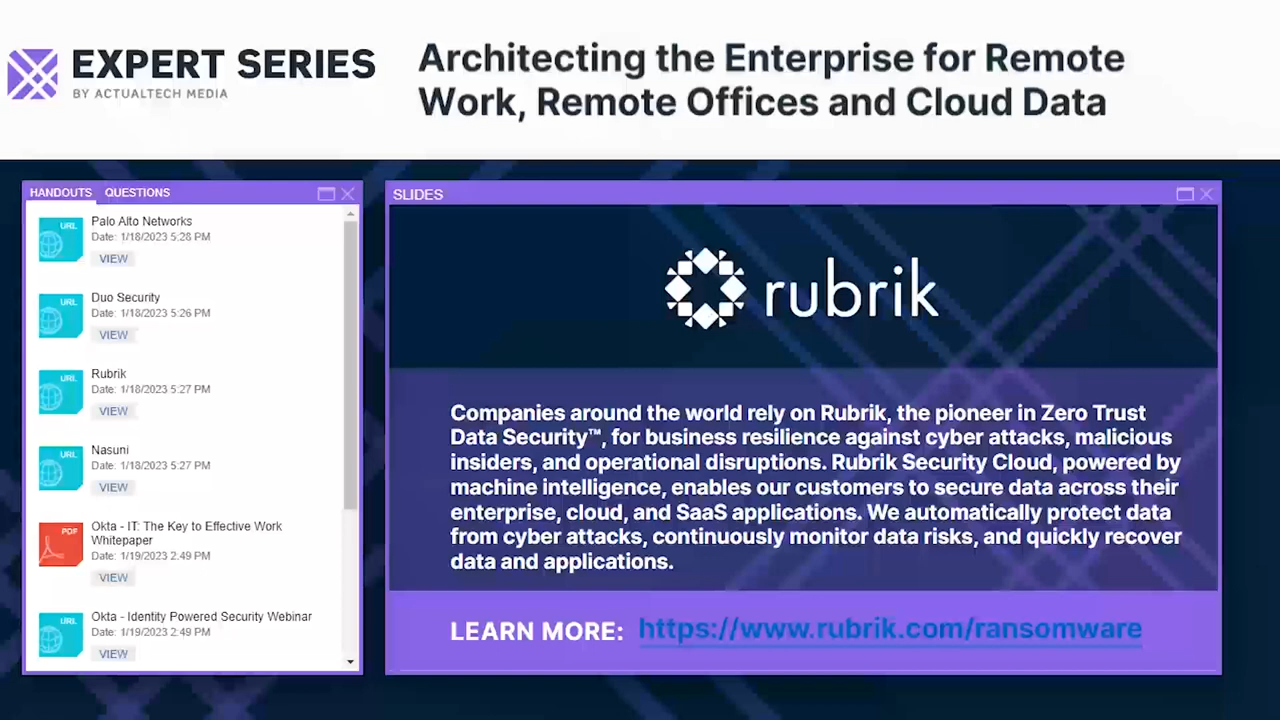 EXPERT SERIES
BY ACTUALTECH MEDIA
Architecting the Enterprise for Remote
Work, Remote Offices and Cloud Data
HANDOUTS QUESTIONS
URL
Palo Alto Networks
Date: 1/18/2023 5:28 PM
VIEW
URL
Duo Security
Date: 1/18/2023 5:26 PM
VIEW
URL
Rubrik
Date: 1/18/2023 5:27 PM
VIEW
URL
Nasuni
Date: 1/18/2023 5:27 PM
VIEW
PDF
Okta - IT: The Key to Effective Work
Whitepaper
Date: 1/19/2023 2:49 PM
VIEW
URL
Okta - Identity Powered Security Webinar
Date: 1/19/2023 2:49 PM
VIEW
SLIDES
rubrik
Companies around the world rely on Rubrik, the pioneer in Zero Trust
Data Security™, for business resilience against cyber attacks, malicious
insiders, and operational disruptions. Rubrik Security Cloud, powered by
machine intelligence, enables our customers to secure data across their
enterprise, cloud, and SaaS applications. We automatically protect data
from cyber attacks, continuously monitor data risks, and quickly recover
data and applications.
LEARN MORE: https://www.rubrik.com/ransomware